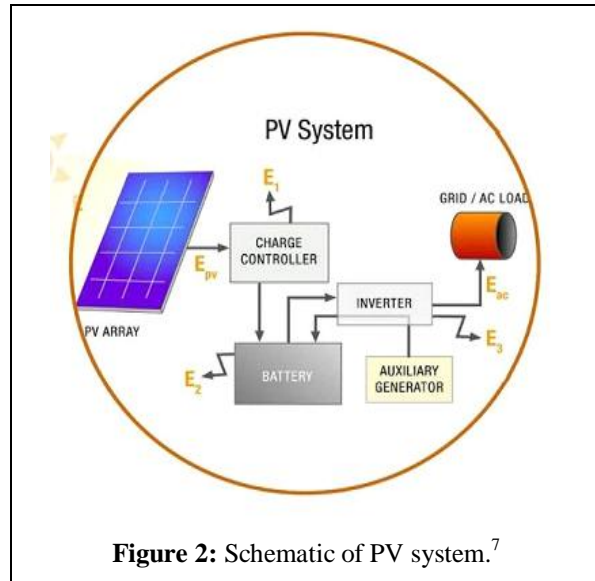 PV System
E1
GRID / AC LOAD
CHARGE
CONTROLLER
Epv
Eac
INVERTER
PV ARRAY
E3
BATTERY
E2
AUXILIARY
GENERATOR
Figure 2: Schematic of PV system.7